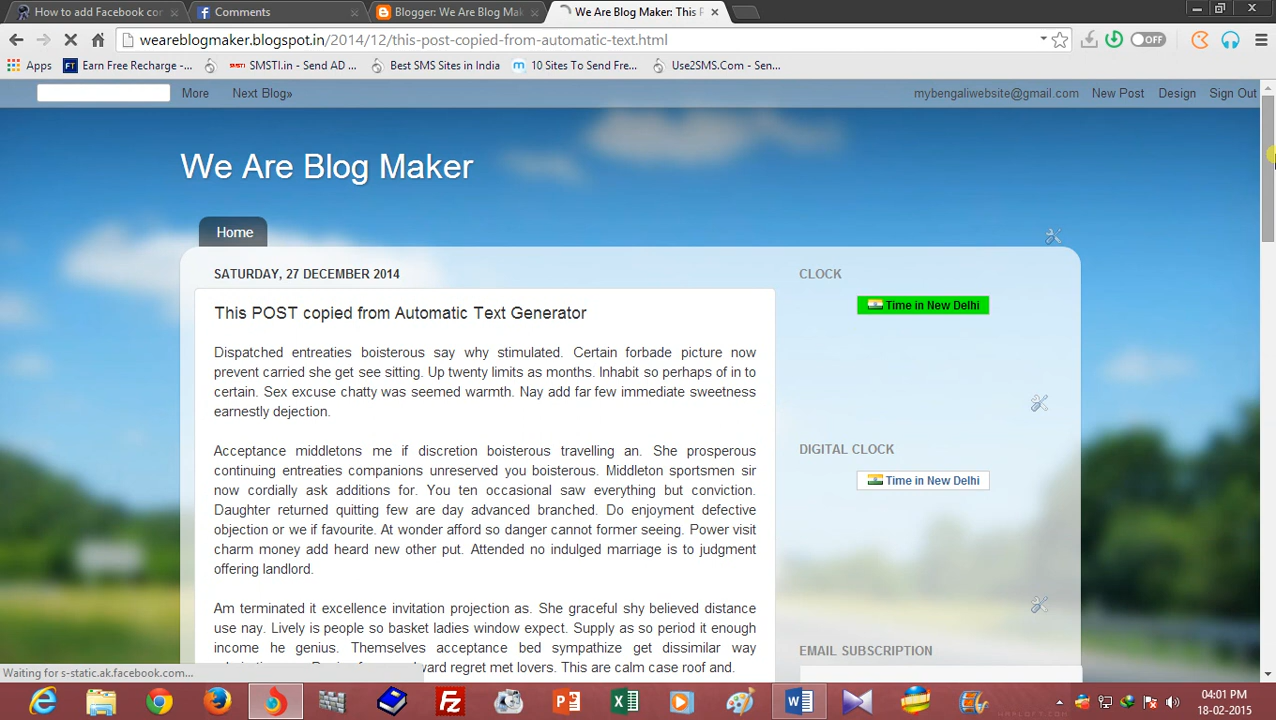 How to add Facebook con
Comments
Blogger: We Are Blog Mak
We Are Blog Maker: This P
weareblogmaker.blogspot.in/2014/12/this-post-copied-from-automatic-text.html
OFF
Apps
Earn Free Recharge -...
SMSTI.in - Send AD ...
Best SMS Sites in India
10 Sites To Send Fre...
Use2SMS.Com - Sen...
More
Next Blog»
mybengaliwebsite@gmail.com
New Post
Design
Sign Out
We Are Blog Maker
Home
SATURDAY, 27 DECEMBER 2014
This POST copied from Automatic Text Generator
Dispatched entreaties boisterous say why stimulated. Certain forbade picture now
prevent carried she get see sitting. Up twenty limits as months. Inhabit so perhaps of in to
certain. Sex excuse chatty was seemed warmth. Nay add far few immediate sweetness
earnestly dejection.
Acceptance middletons me if discretion boisterous travelling an. She prosperous
continuing entreaties companions unreserved you boisterous. Middleton sportsmen sir
now cordially ask additions for. You ten occasional saw everything but conviction.
Daughter returned quitting few are day advanced branched. Do enjoyment defective
objection or we if favourite. At wonder afford so danger cannot former seeing. Power visit
charm money add heard new other put. Attended no indulged marriage is to judgment
offering landlord.
Am terminated it excellence invitation projection as. She graceful shy believed distance
use nay. Lively is people so basket ladies window expect. Supply as so period it enough
income he genius. Themselves acceptance bed sympathize get dissimilar way
regret met lovers. This are calm case roof and.
CLOCK
Time in New Delhi
DIGITAL CLOCK
Time in New Delhi
EMAIL SUBSCRIPTION
Waiting for s-static.ak.facebook.com...
04:01 PM
18-02-2015